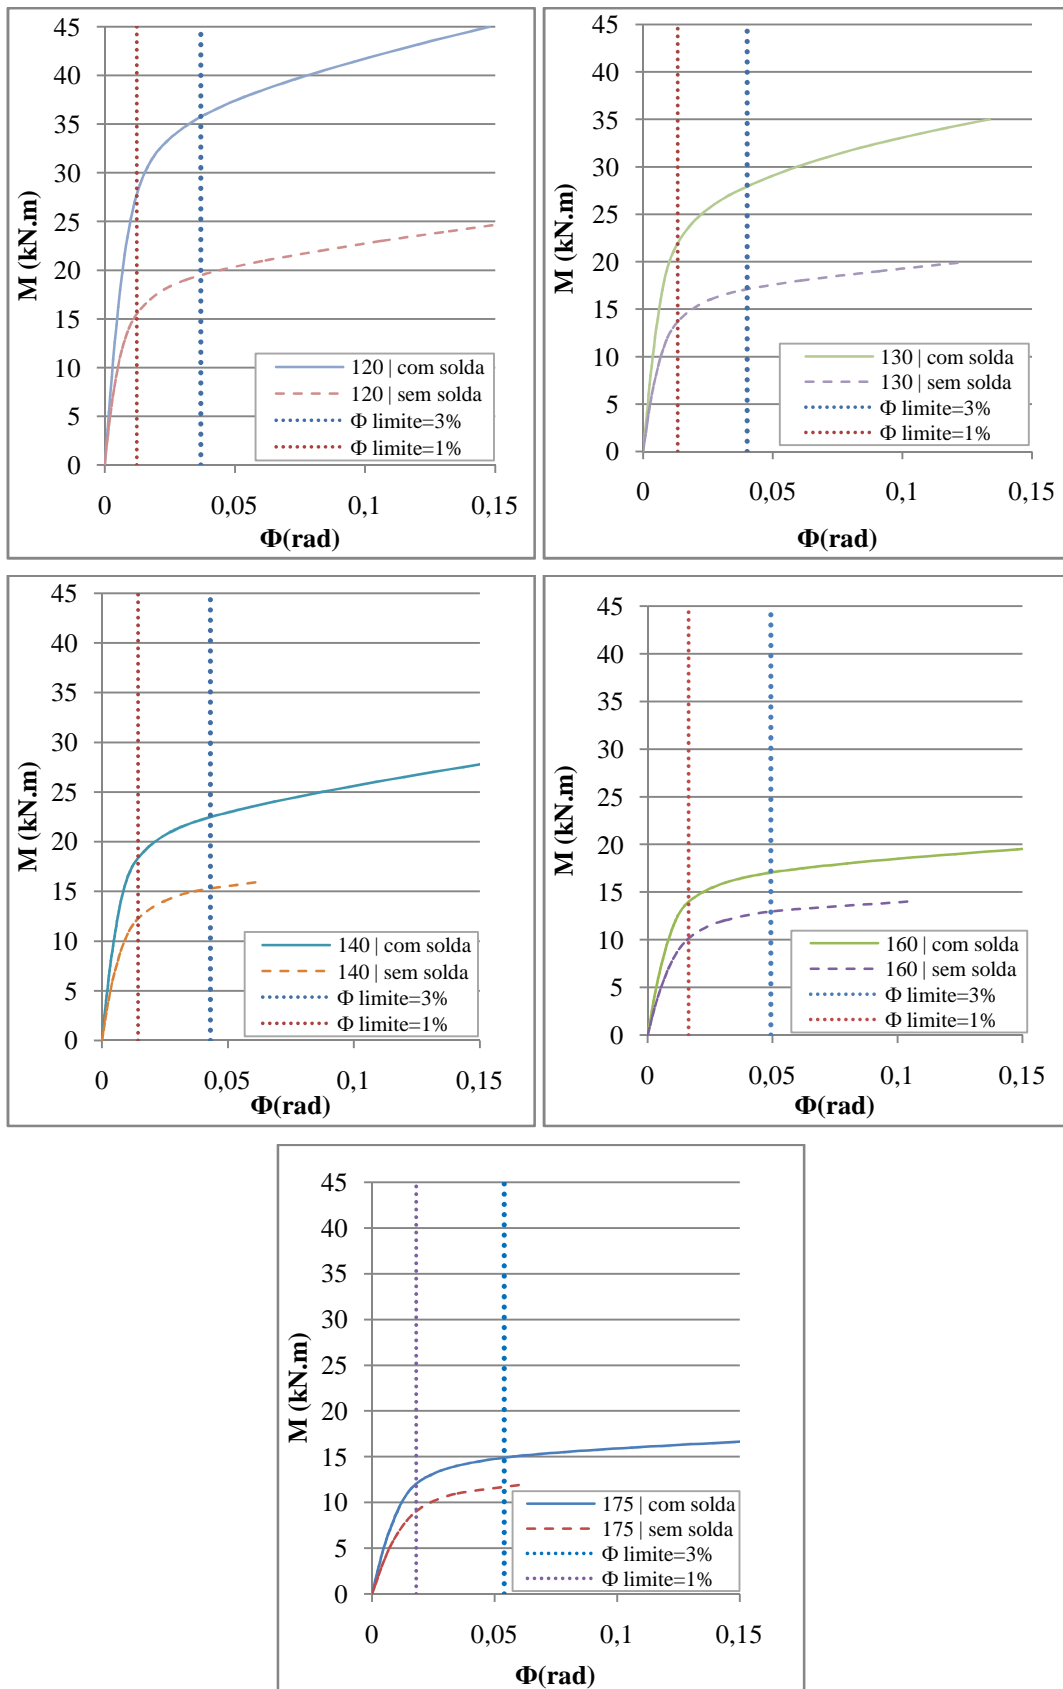 45
40
35
30
25
20
15
10
5
0
M (kN.m)
120 | com solda
120 | sem solda
Φ limite=3%
Φ limite=1%
0 0,05 0,1 0,15
Φ(rad)
45
40
35
30
25
20
15
10
5
0
M (kN.m)
130 | com solda
130 | sem solda
Φ limite=3%
Φ limite=1%
0 0,05 0,1 0,15
Φ(rad)
45
40
35
30
25
20
15
10
5
0
M (kN.m)
140 | com solda
140 | sem solda
Φ limite=3%
Φ limite=1%
0 0,05 0,1 0,15
Φ(rad)
45
40
35
30
25
20
15
10
5
0
M (kN.m)
160 | com solda
160 | sem solda
Φ limite=3%
Φ limite=1%
0 0,05 0,1 0,15
Φ(rad)
45
40
35
30
25
20
15
10
5
0
M (kN.m)
175 | com solda
175 | sem solda
Φ limite=3%
Φ limite=1%
0 0,05 0,1 0,15
Φ(rad)